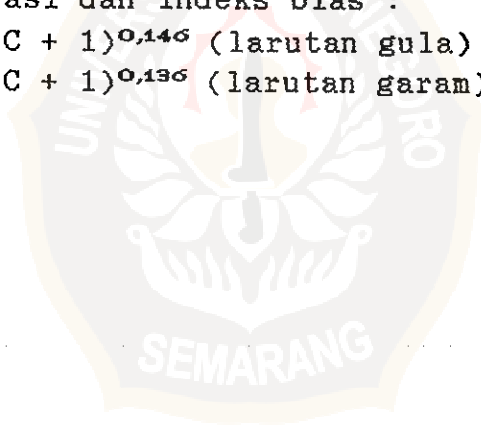 asi dan indeks bias :
C + 1)^0,146 (larutan gula)
C + 1)^0,136 (larutan garam)
SEMARANG